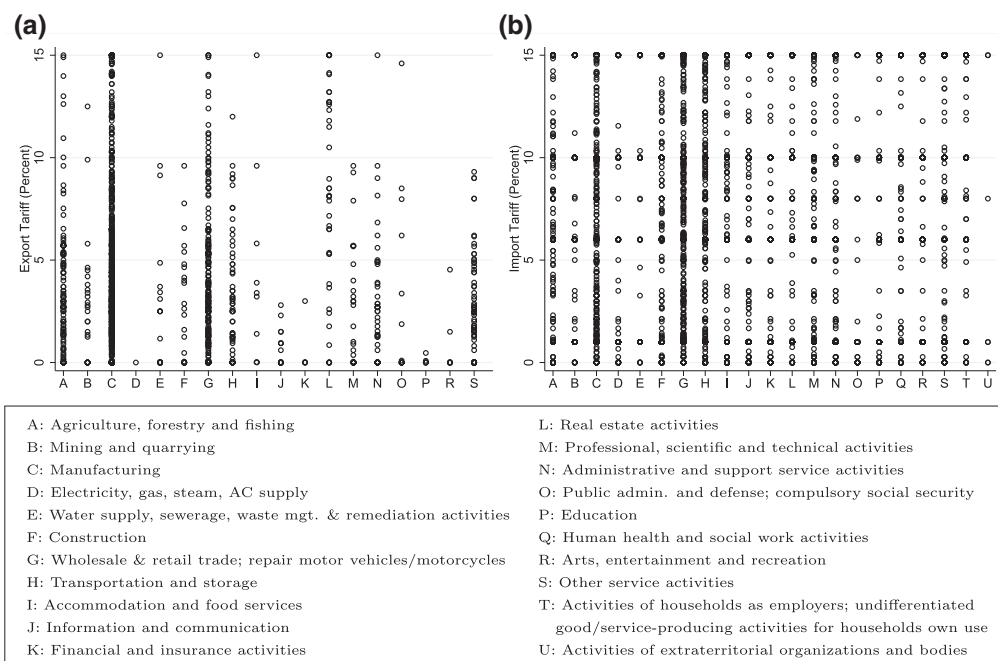 (a)
Export Tariff (Percent)
15
10
5
0
A B C D E F G H I J K L M N O P R S
(b)
Import Tariff (Percent)
15
10
5
0
A B C D E F G H I J K L M N O P Q R S T U
A: Agriculture, forestry and fishing
B: Mining and quarrying
C: Manufacturing
D: Electricity, gas, steam, AC supply
E: Water supply, sewerage, waste mgt. & remediation activities
F: Construction
G: Wholesale & retail trade; repair motor vehicles/motorcycles
H: Transportation and storage
I: Accommodation and food services
J: Information and communication
K: Financial and insurance activities
L: Real estate activities
M: Professional, scientific and technical activities
N: Administrative and support service activities
O: Public admin. and defense; compulsory social security
P: Education
Q: Human health and social work activities
R: Arts, entertainment and recreation
S: Other service activities
T: Activities of households as employers; undifferentiated
good/service-producing activities for households own use
U: Activities of extraterritorial organizations and bodies